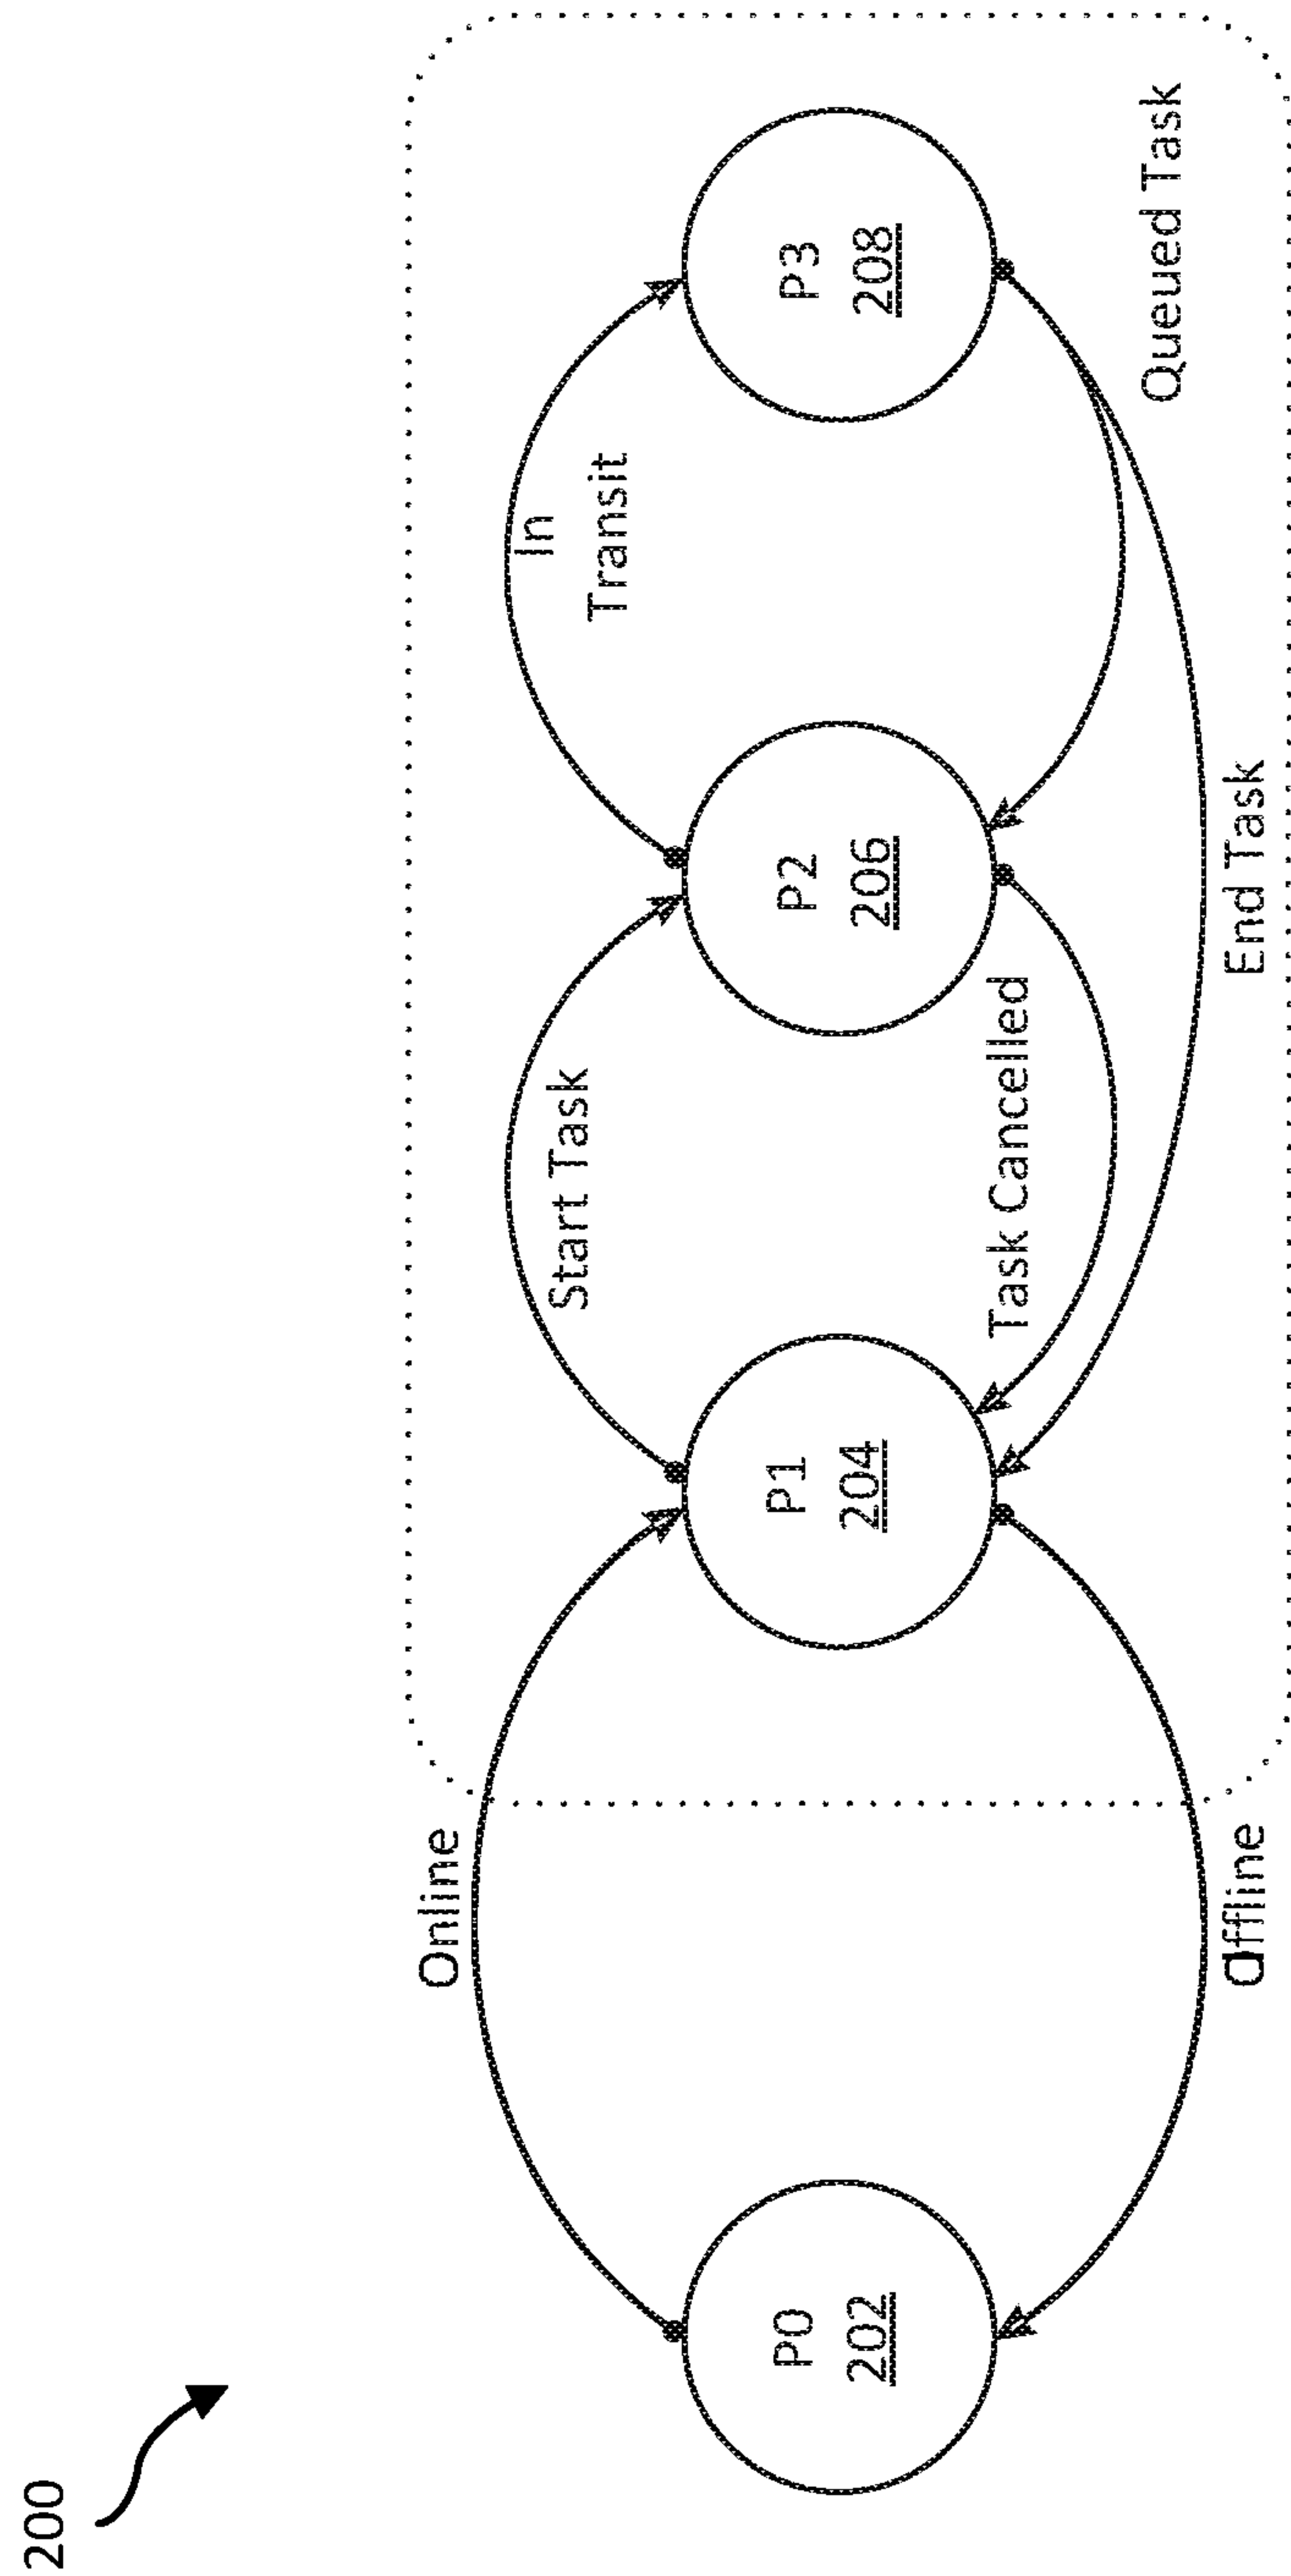 200
Online
Start Task
In
Transit
P0
202
P1
204
P2
206
P3
208
Task Cancelled
Queued Task
Offline
End Task